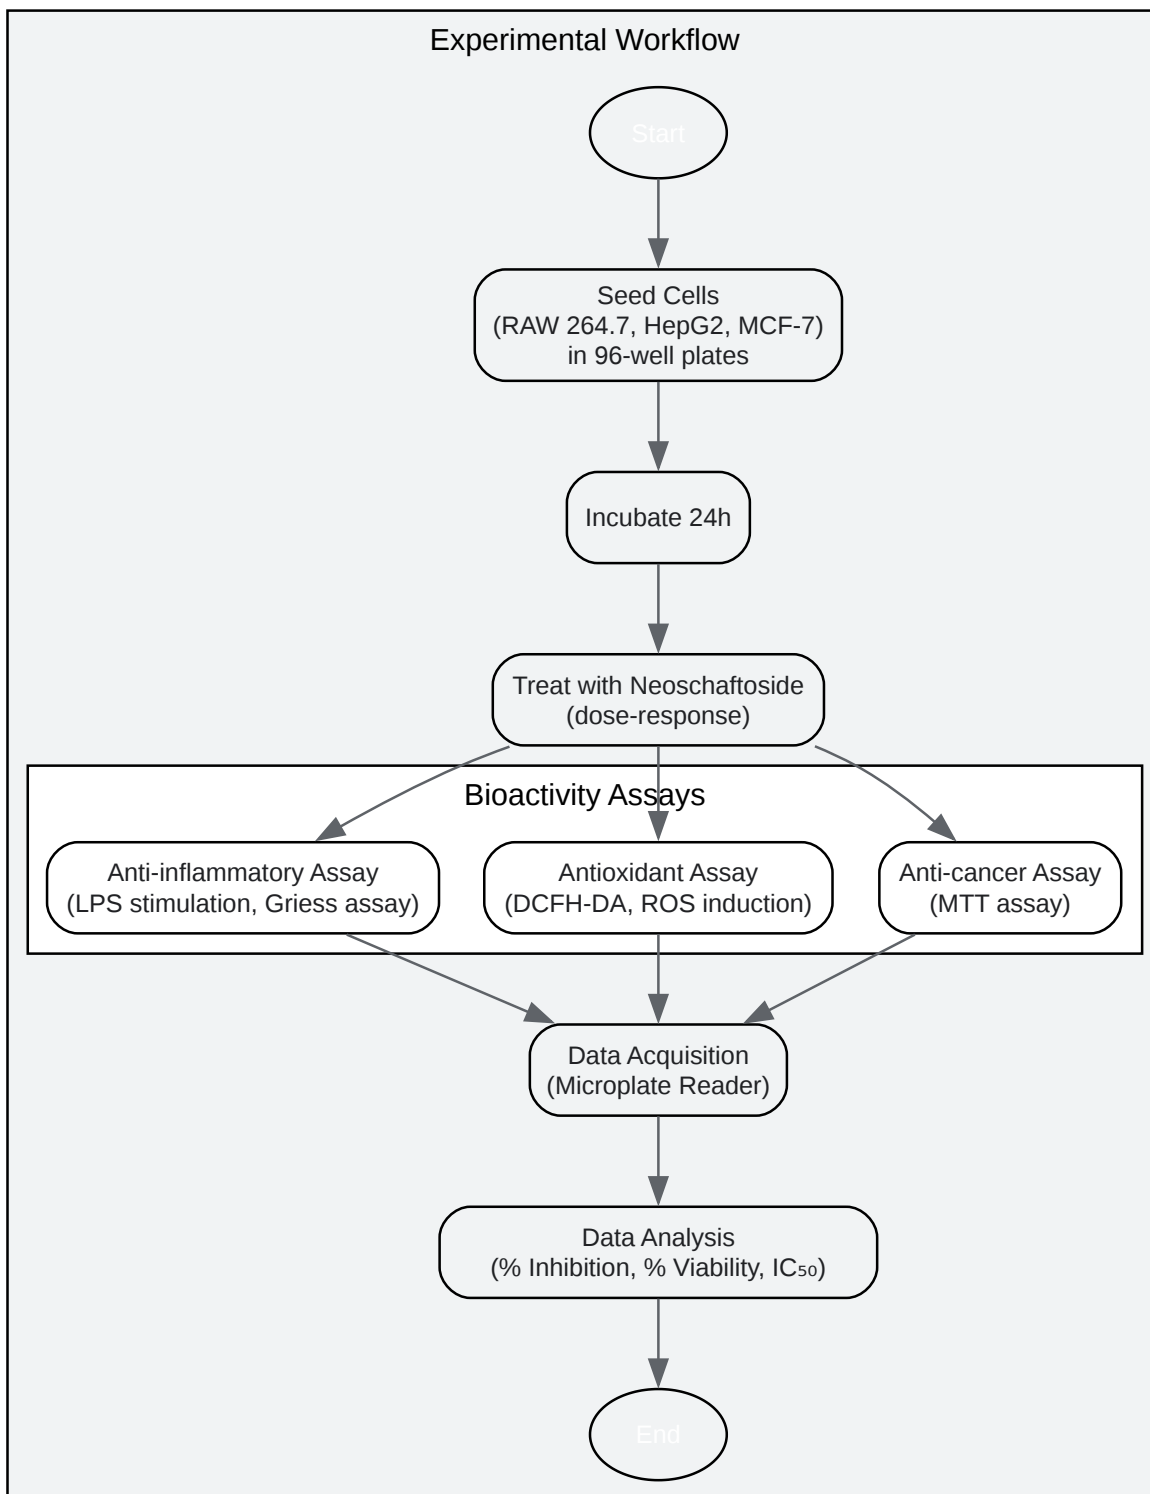 Experimental Workflow
Start
Seed Cells
(RAW 264.7, HepG2, MCF-7)
in 96-well plates
Incubate 24h
Treat with Neoschaftoside
(dose-response)
Bioactivity Assays
Anti-inflammatory Assay
(LPS stimulation, Griess assay)
Antioxidant Assay
(DCFH-DA, ROS induction)
Anti-cancer Assay
(MTT assay)
Data Acquisition
(Microplate Reader)
Data Analysis
(% Inhibition, % Viability, IC₅₀)
End